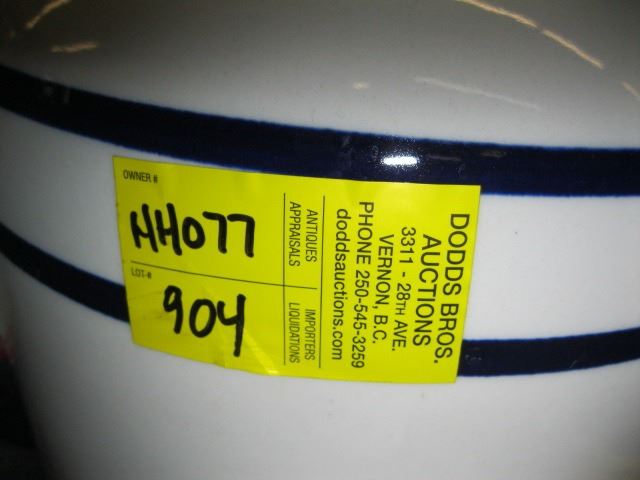 OWNER #
HH077
LOT-#
904
ANTIQUES
APPRAISALS
IMPORTERS
LIQUIDATIONS
DODDS BROS.
AUCTIONS
3311 - 28TH AVE.
VERNON, B.C.
PHONE 250-545-3259
doddsauctions.com